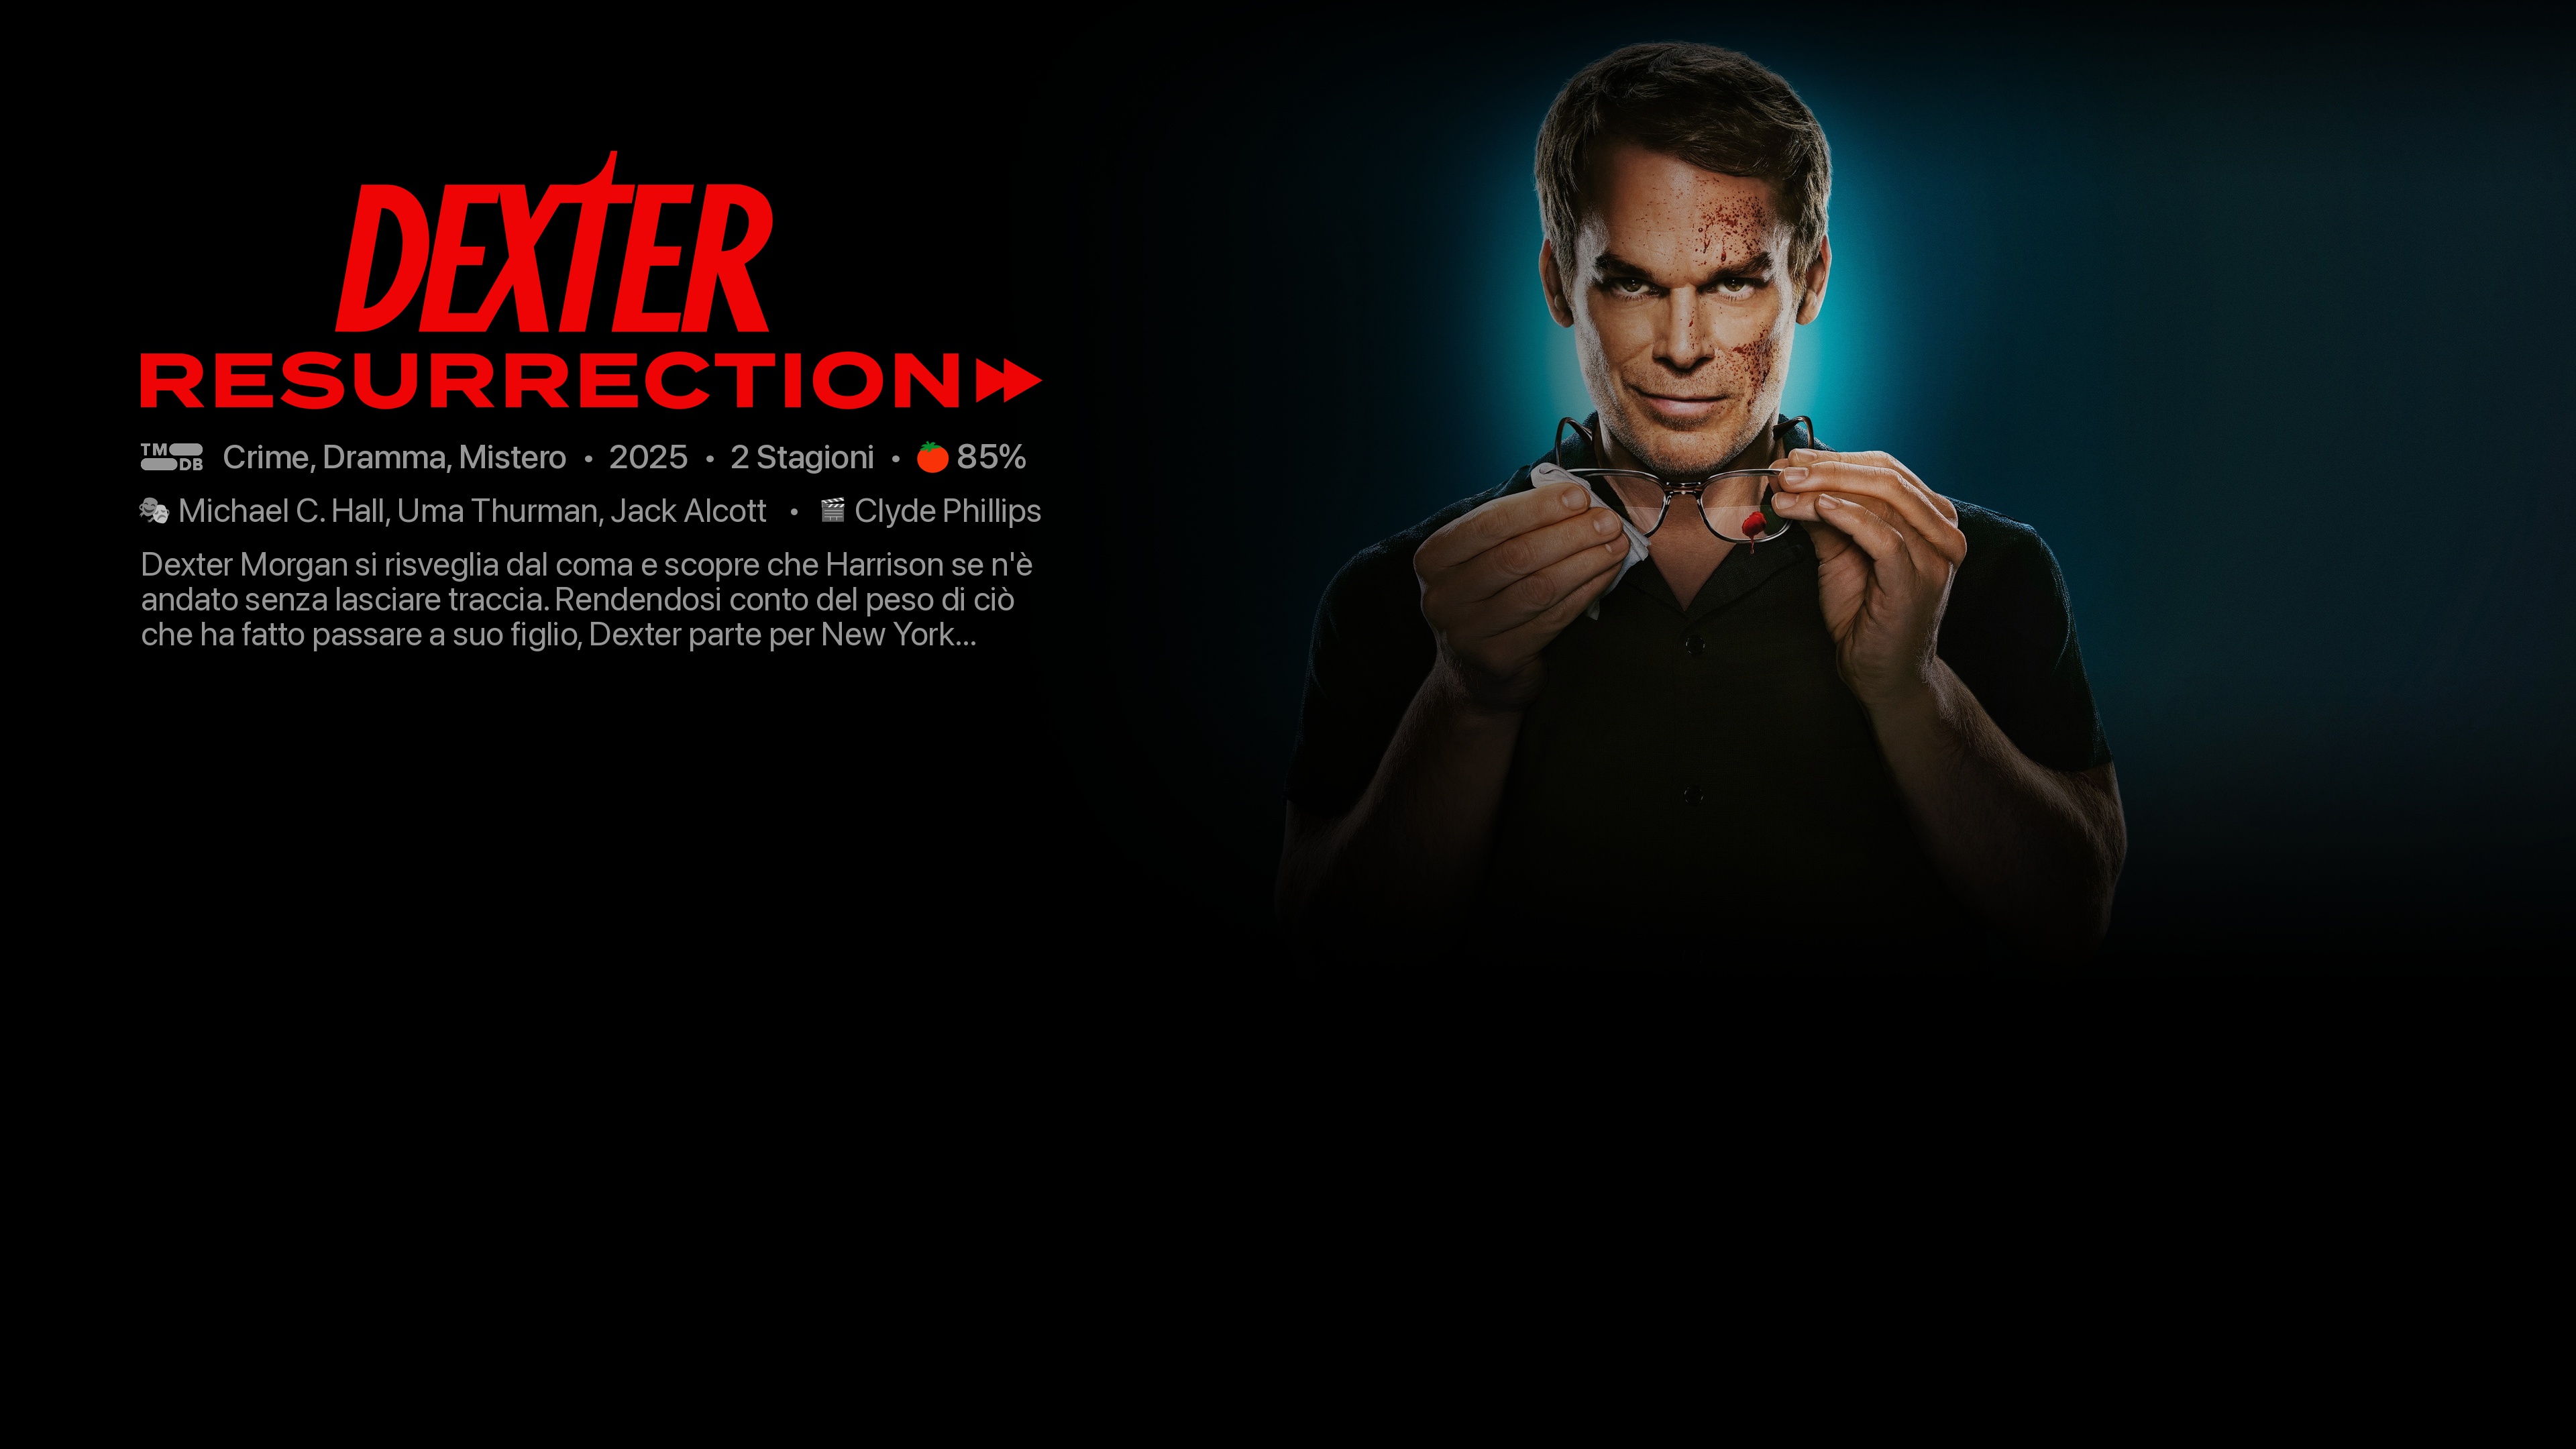 DEXTER
RESURRECTION
TMDB Crime, Dramma, Mistero • 2025 • 2 Stagioni • 85%
Michael C. Hall, Uma Thurman, Jack Alcott • Clyde Phillips
Dexter Morgan si risveglia dal coma e scopre che Harrison se n'è
andato senza lasciare traccia. Rendendosi conto del peso di ciò
che ha fatto passare a suo figlio, Dexter parte per New York...